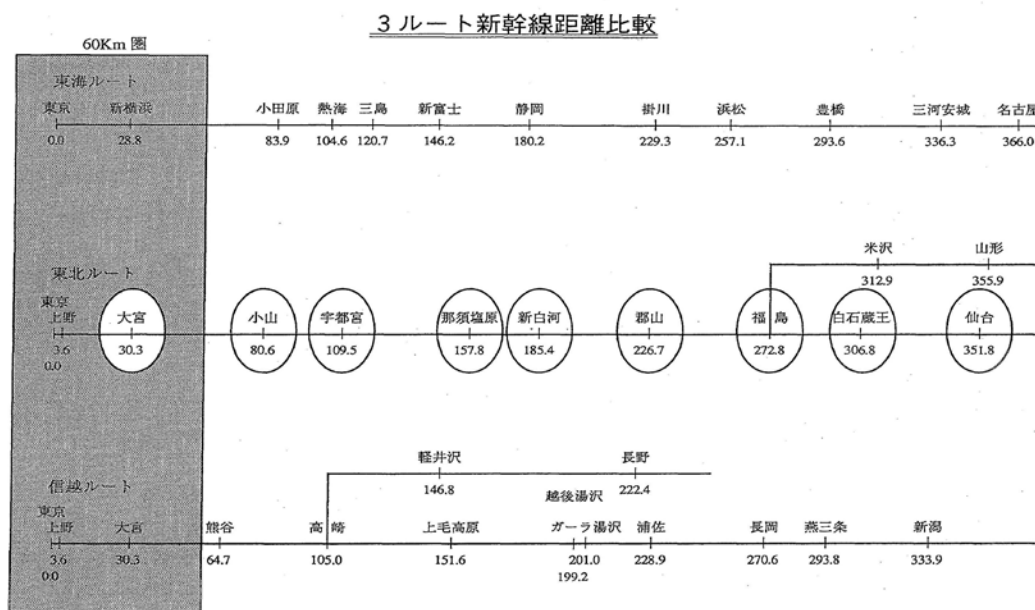 3ルート新幹線距離比較
60Km 圏
東海ルート
東京 新横浜 小田原 熱海 三島 新富士 静岡 掛川 浜松 豊橋 三河安城 名古屋
0.0 28.8 83.9 104.6 120.7 146.2 180.2 229.3 257.1 293.6 336.3 366.0
米沢 山形
312.9 355.9
東北ルート
東京
上野 大宮 小山 宇都宮 那須塩原 新白河 郡山 福島 白石蔵王 仙台
3.6 30.3 80.6 109.5 157.8 185.4 226.7 272.8 306.8 351.8
0.0
軽井沢 長野
146.8 222.4
信越ルート
越後湯沢
東京
上野 大宮 熊谷 高崎 上毛高原 ガーラ湯沢 浦佐 長岡 燕三条 新潟
3.6 30.3 64.7 105.0 151.6 201.0 228.9 270.6 293.8 333.9
0.0 199.2